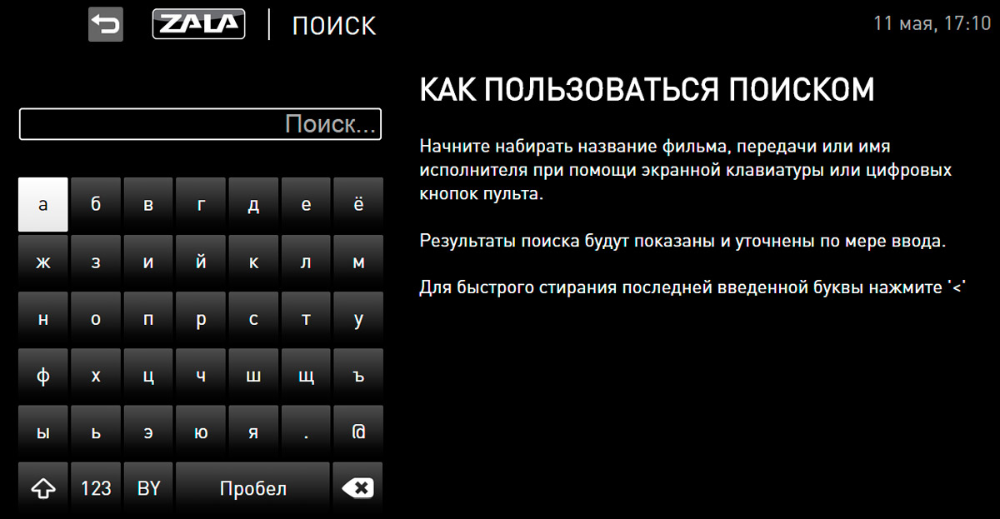 ZALA | ПОИСК
11 мая, 17:10
Поиск...
а б в г д е ё
ж з и й к л м
н о п р с т у
ф х ц ч ш щ ъ
ы ь э ю я . @
123 BY Пробел
КАК ПОЛЬЗОВАТЬСЯ ПОИСКОМ
Начните набирать название фильма, передачи или имя
исполнителя при помощи экранной клавиатуры или цифровых
кнопок пульта.
Результаты поиска будут показаны и уточнены по мере ввода.
Для быстрого стирания последней введенной буквы нажмите '<'